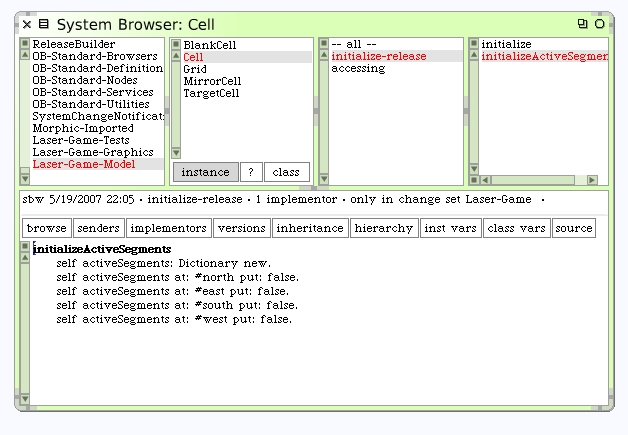 System Browser: Cell
ReleaseBuilder
OB-Standard-Browsers
OB-Standard-Definition
OB-Standard-Nodes
OB-Standard-Services
OB-Standard-Utilities
SystemChangeNotificat
Morphic-Imported
Laser-Game-Tests
Laser-Game-Graphics
Laser-Game-Model
BlankCell
Cell
Grid
MirrorCell
TargetCell
instance ? class
-- all --
initialize-release
accessing
initialize
initializeActiveSegmen
sbw 5/19/2007 22:05 · initialize-release · 1 implementor · only in change set Laser-Game ·
browse senders implementors versions inheritance hierarchy inst vars class vars source
initializeActiveSegments
self activeSegments: Dictionary new.
self activeSegments at: #north put: false.
self activeSegments at: #east put: false.
self activeSegments at: #south put: false.
self activeSegments at: #west put: false.